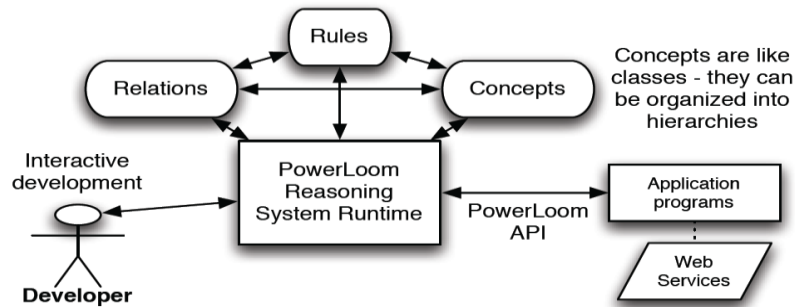 Rules
Relations
Concepts
Concepts are like
classes - they can
be organized into
hierarchies
Interactive
development
PowerLoom
Reasoning
System Runtime
PowerLoom
API
Application
programs
Web
Services
Developer